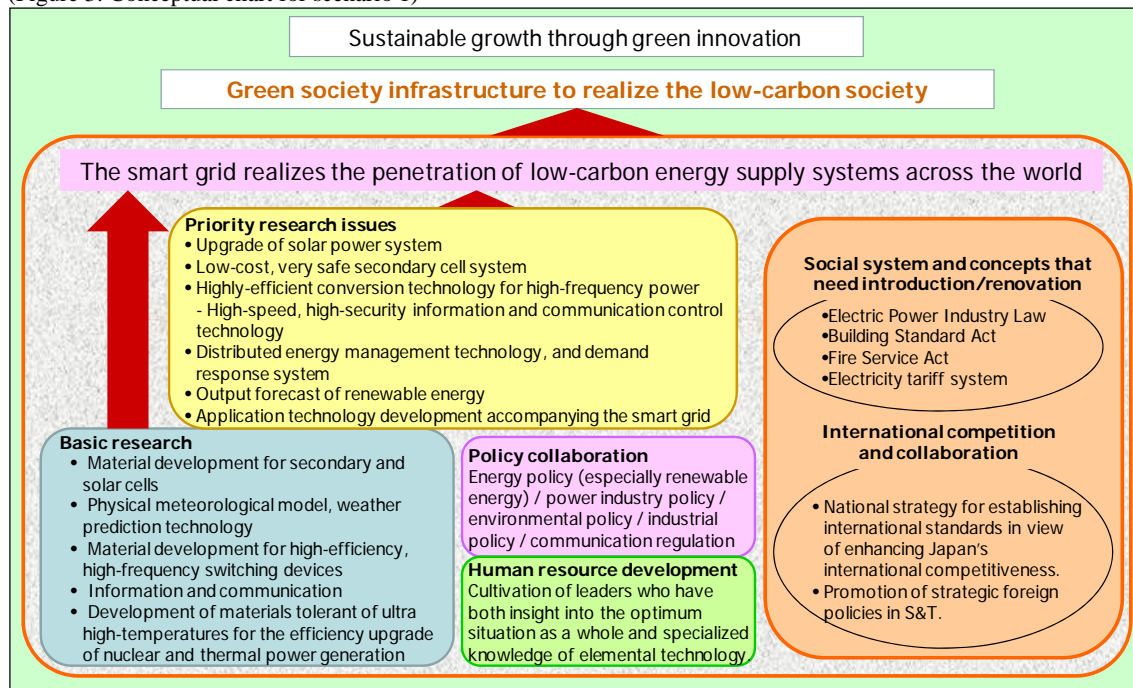 (Figure 3: Conceptual chart for scenario 1)
Sustainable growth through green innovation
Green society infrastructure to realize the low-carbon society
The smart grid realizes the penetration of low-carbon energy supply systems across the world
Priority research issues
• Upgrade of solar power system
• Low-cost, very safe secondary cell system
• Highly-efficient conversion technology for high-frequency power
- High-speed, high-security information and communication control
technology
• Distributed energy management technology, and demand
response system
• Output forecast of renewable energy
• Application technology development accompanying the smart grid
Basic research
• Material development for secondary and
solar cells
• Physical meteorological model, weather
prediction technology
• Material development for high-efficiency,
high-frequency switching devices
• Information and communication
• Development of materials tolerant of ultra
high-temperatures for the efficiency upgrade
of nuclear and thermal power generation
Policy collaboration
Energy policy (especially renewable
energy) / power industry policy /
environmental policy / industrial
policy / communication regulation
Human resource development
Cultivation of leaders who have
both insight into the optimum
situation as a whole and specialized
knowledge of elemental technology.
Social system and concepts that
need introduction/renovation
•Electric Power Industry Law
•Building Standard Act
•Fire Service Act
•Electricity tariff system
International competition
and collaboration
• National strategy for establishing
international standards in view
of enhancing Japan's
international competitiveness.
• Promotion of strategic foreign
policies in S&T.